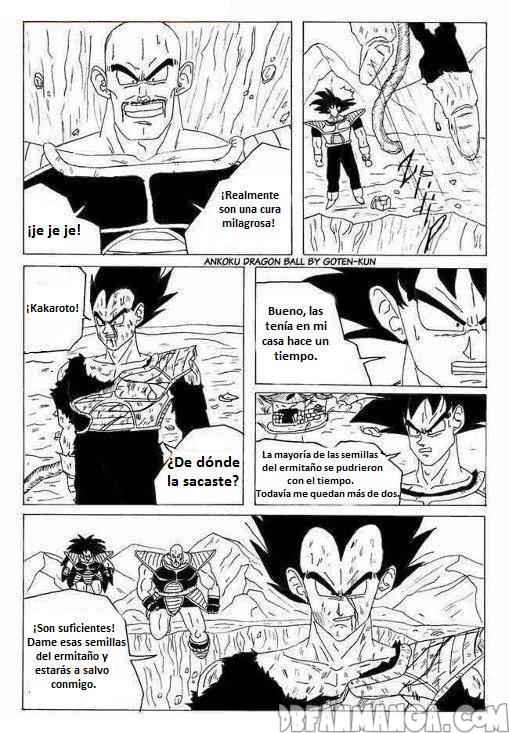 ¡je je je!
¡Realmente
son una cura
milagrosa!
ANKOKU DRAGON BALL BY GOTEN-KUN
¡Kakaroto!
¿De dónde
la sacaste?
Bueno, las
tenía en mi
casa hace un
tiempo.
La mayoría de las semillas
del ermitaño se pudrieron
con el tiempo.
Todavía me quedan más de dos.
¡Son suficientes!
Dame esas semillas
del ermitaño y
estarás a salvo
conmigo.
DBFANMANGA.COM